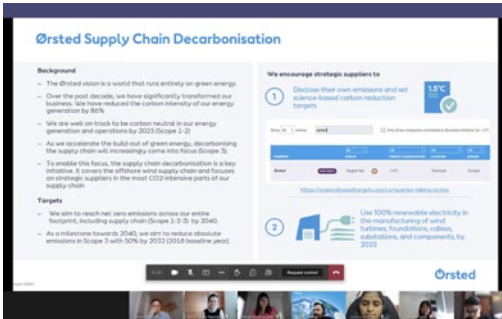 Ørsted Supply Chain Decarbonisation
Background
– The Ørsted vision is a world that runs entirely on green energy.
– Over the past decade, we have significantly transformed our
business. We have reduced the carbon intensity of our energy
generation by 86%
– We are well on-track to be carbon neutral in our energy
generation and operations by 2025 (Scope 1-2)
– As we accelerate the build-out of green energy, decarbonising
the supply chain will increasingly come into focus (Scope 3).
– To enable this focus, the supply chain decarbonisation is a key
initiative. It covers the offshore wind supply chain and focuses
on strategic suppliers in the most CO2-intensive parts of our
supply chain
Targets
– We aim to reach net zero emissions across our entire
footprint, including supply chain (Scope 1-2-3) by 2040.
– As a milestone towards 2040, we aim to reduce absolute
emissions in Scope 3 with 50% by 2032 (2018 baseline year)
We encourage strategic suppliers to
1
Disclose their own emissions and set
science-based carbon reduction
targets
1.5°C
https://sciencebasedtargets.org/companies-taking-action
2
Use 100% renewable electricity in
the manufacturing of wind
turbines, foundations, cables,
substations, and components, by
2025
Request control
Ørsted